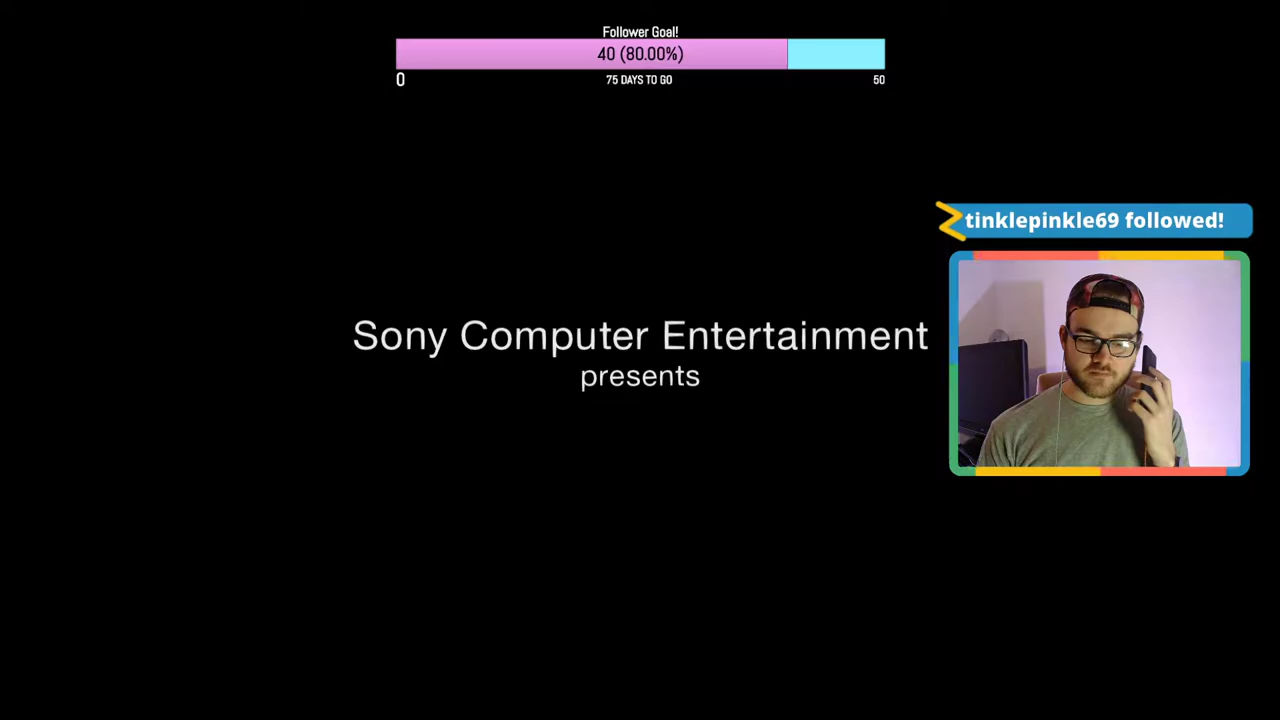 Follower Goal!
40 (80.00%)
0
75 DAYS TO GO
50
tinklepinkle69 followed!
Sony Computer Entertainment
presents